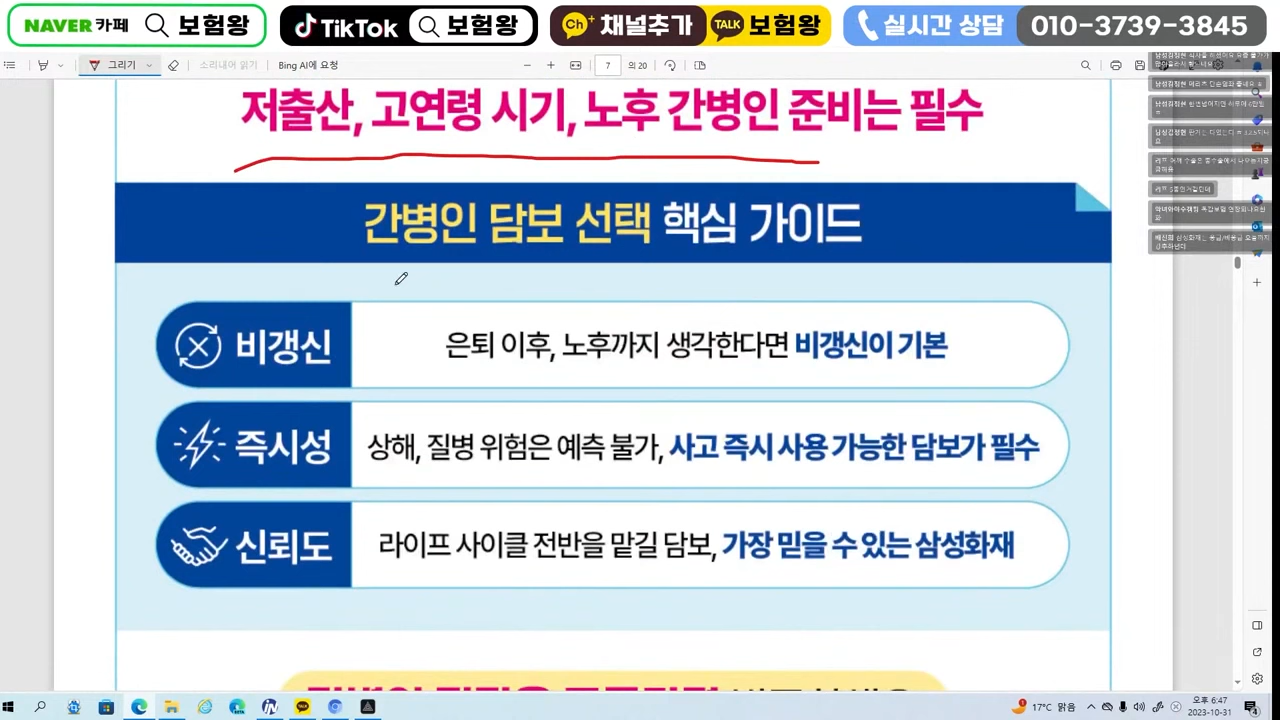 NAVER 카페 보험왕
TikTok 보험왕
Ch+ 채널추가 TALK 보험왕
실시간 상담 010-3739-3845
그리기 소리내어 읽기 Bing AI에 요청 7 의 20
저출산, 고연령 시기, 노후 간병인 준비는 필수
간병인 담보 선택 핵심 가이드
비갱신 은퇴 이후, 노후까지 생각한다면 비갱신이 기본
즉시성 상해, 질병 위험은 예측 불가, 사고 즉시 사용 가능한 담보가 필수
신뢰도 라이프 사이클 전반을 맡길 담보, 가장 믿을 수 있는 삼성화재
17°C 맑음 오후 6:47
2023-10-31